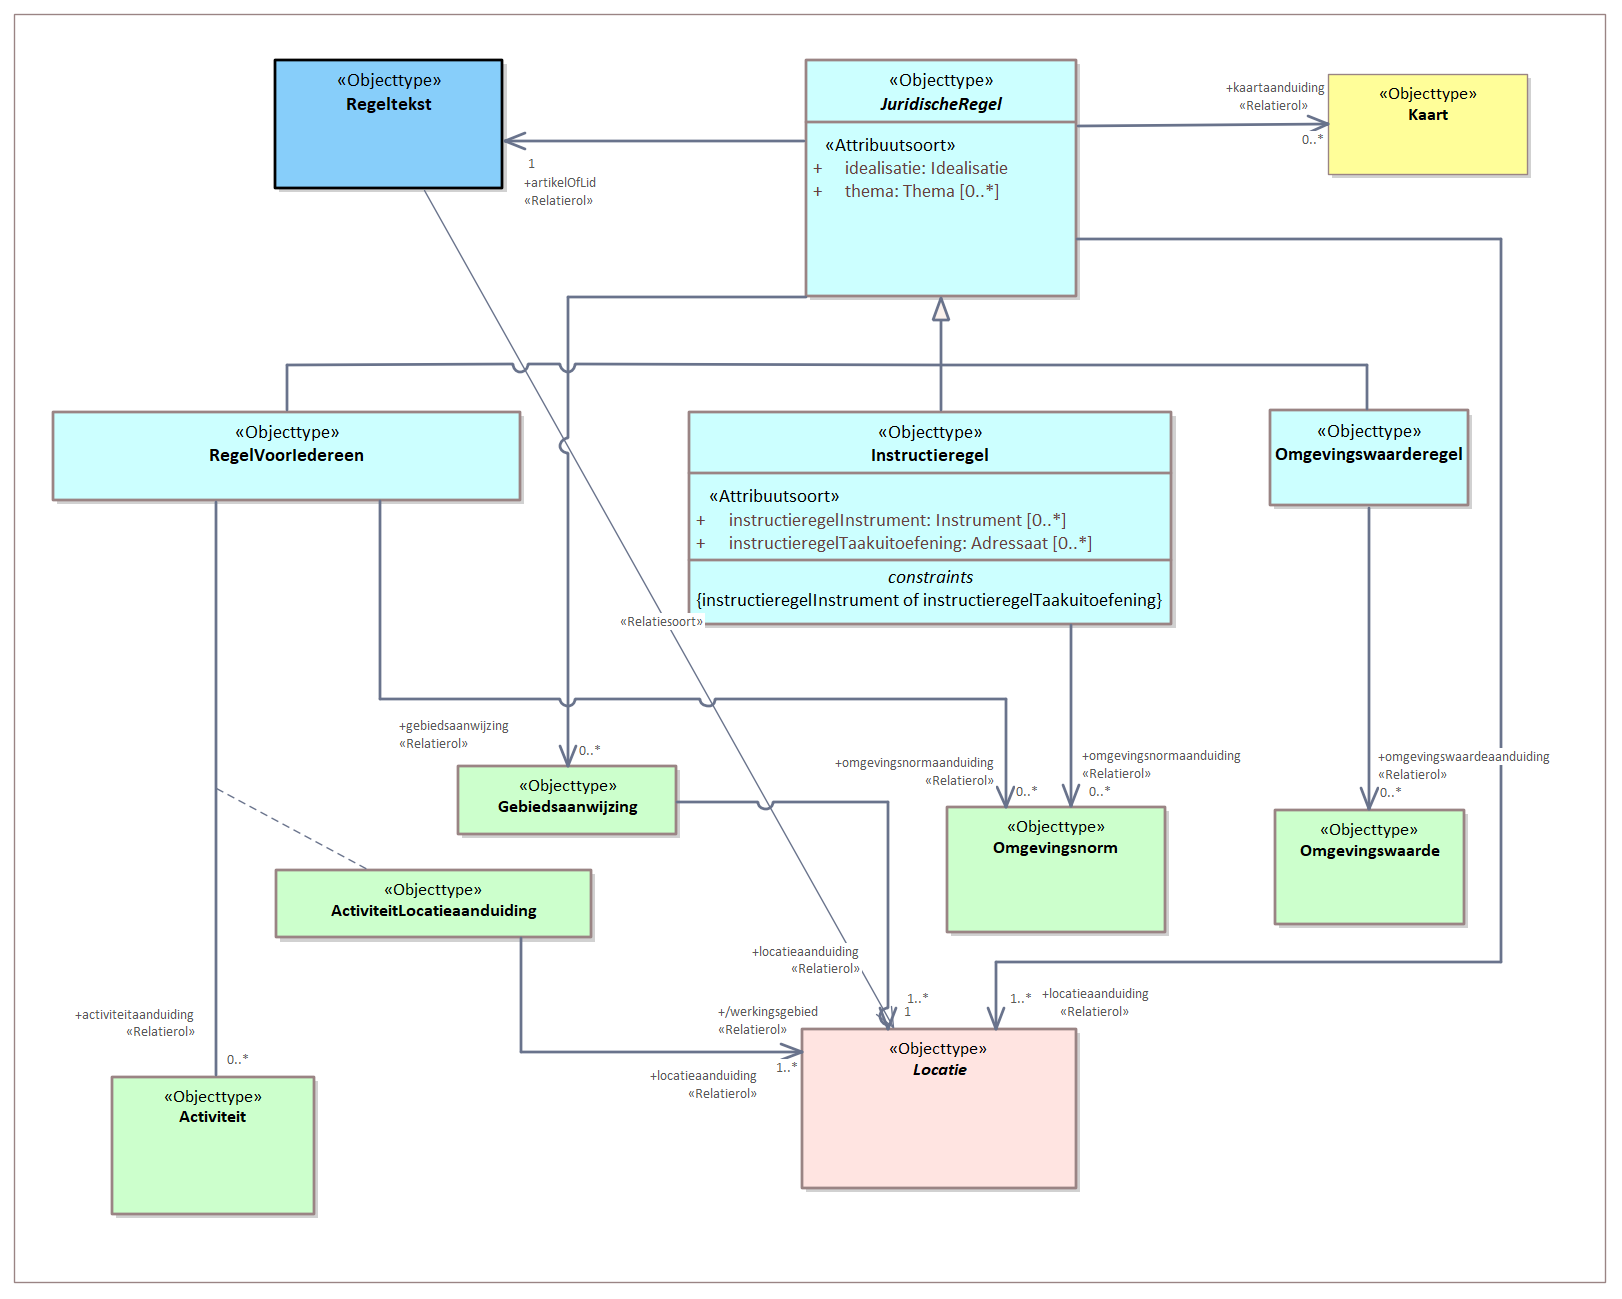 «Objecttype»
Regeltekst
«Objecttype»
JuridischeRegel
«Attribuutsoort»
+ idealisatie: Idealisatie
+ thema: Thema [0..*]
+kaartaanduiding
«Relatierol»
0..*
«Objecttype»
Kaart
1
+artikelOfLid
«Relatierol»
«Objecttype»
RegelVoorIedereen
«Objecttype»
Instructieregel
«Attribuutsoort»
+ instructieregelInstrument: Instrument [0..*]
+ instructieregelTaakuitoefening: Adressaat [0..*]
constraints
{instructieregelInstrument of instructieregelTaakuitoefening}
«Objecttype»
Omgevingswaarderegel
«Relatiesoort»
+gebiedsaanwijzing
«Relatierol»
0..*
+omgevingsnormaanduiding
«Relatierol»
0..*
+omgevingsnormaanduiding
«Relatierol»
0..*
+omgevingswaardeaanduiding
«Relatierol»
0..*
«Objecttype»
Gebiedsaanwijzing
«Objecttype»
Omgevingsnorm
«Objecttype»
Omgevingswaarde
«Objecttype»
ActiviteitLocatieaanduiding
+locatieaanduiding
«Relatierol»
1..*
1
1..*
+locatieaanduiding
«Relatierol»
+activiteitaanduiding
«Relatierol»
0..*
+/werkingsgebied
«Relatierol»
1..*
+locatieaanduiding
«Relatierol»
«Objecttype»
Locatie
«Objecttype»
Activiteit